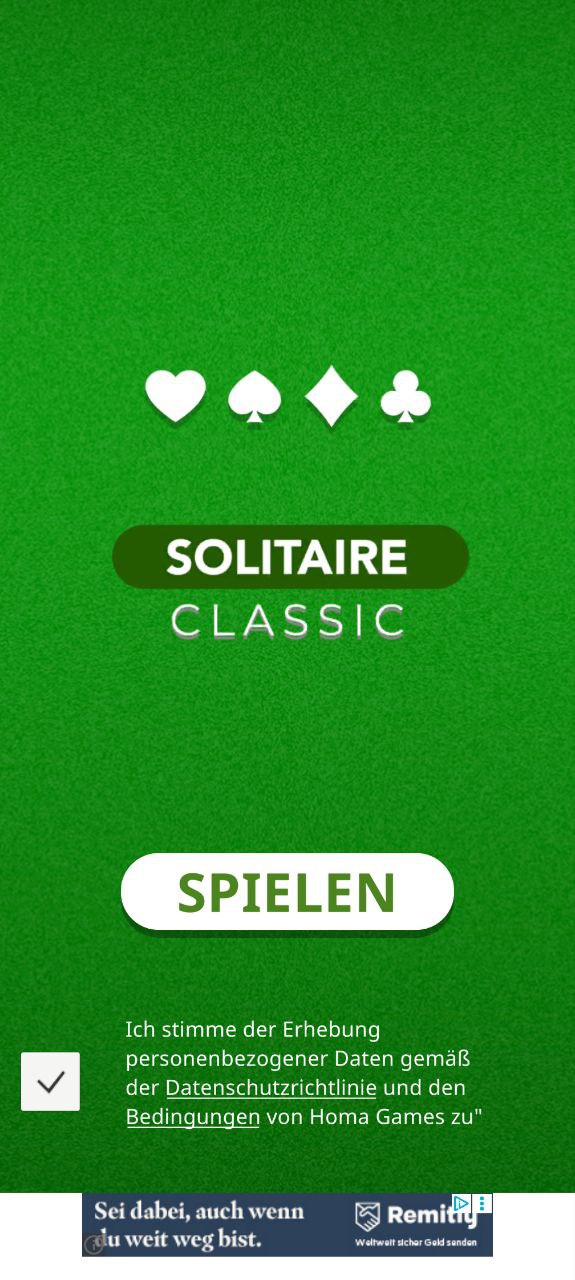 SOLITAIRE
CLASSIC
SPIELEN
Ich stimme der Erhebung
personenbezogener Daten gemäß
der Datenschutzrichtlinie und den
Bedingungen von Homa Games zu"
Sei dabei, auch wenn
du weit weg bist.
Remitly
Weltweit sicher Geld senden